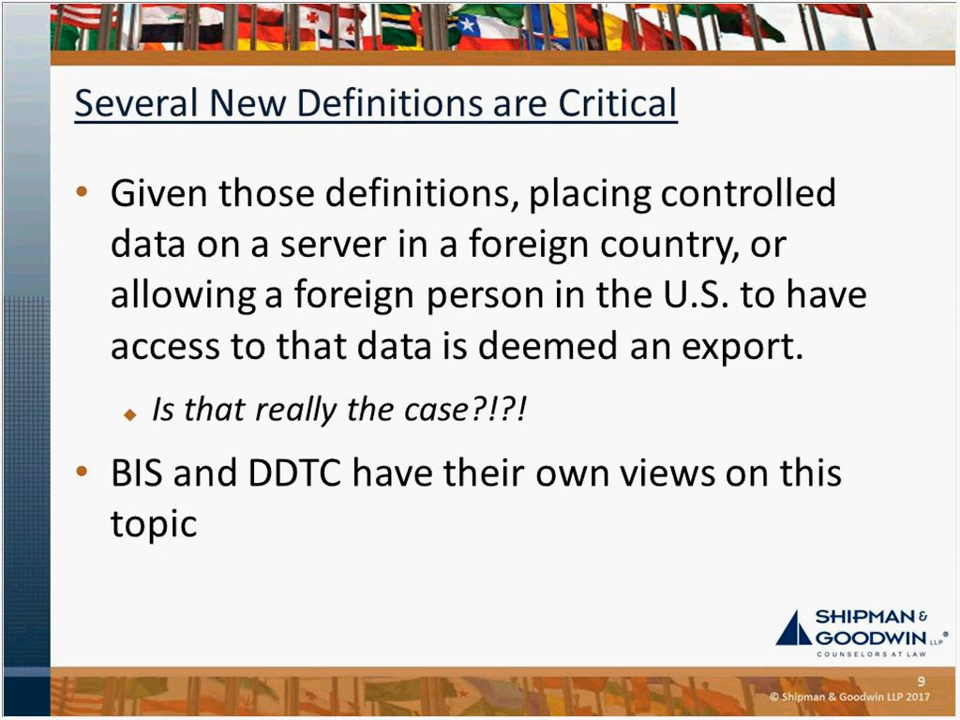 Several New Definitions are Critical
• Given those definitions, placing controlled
data on a server in a foreign country, or
allowing a foreign person in the U.S. to have
access to that data is deemed an export.
◆ Is that really the case?!?!
• BIS and DDTC have their own views on this
topic
SHIPMAN &
GOODWIN LLP®
COUNSELORS AT LAW
9
© Shipman & Goodwin LLP 2017